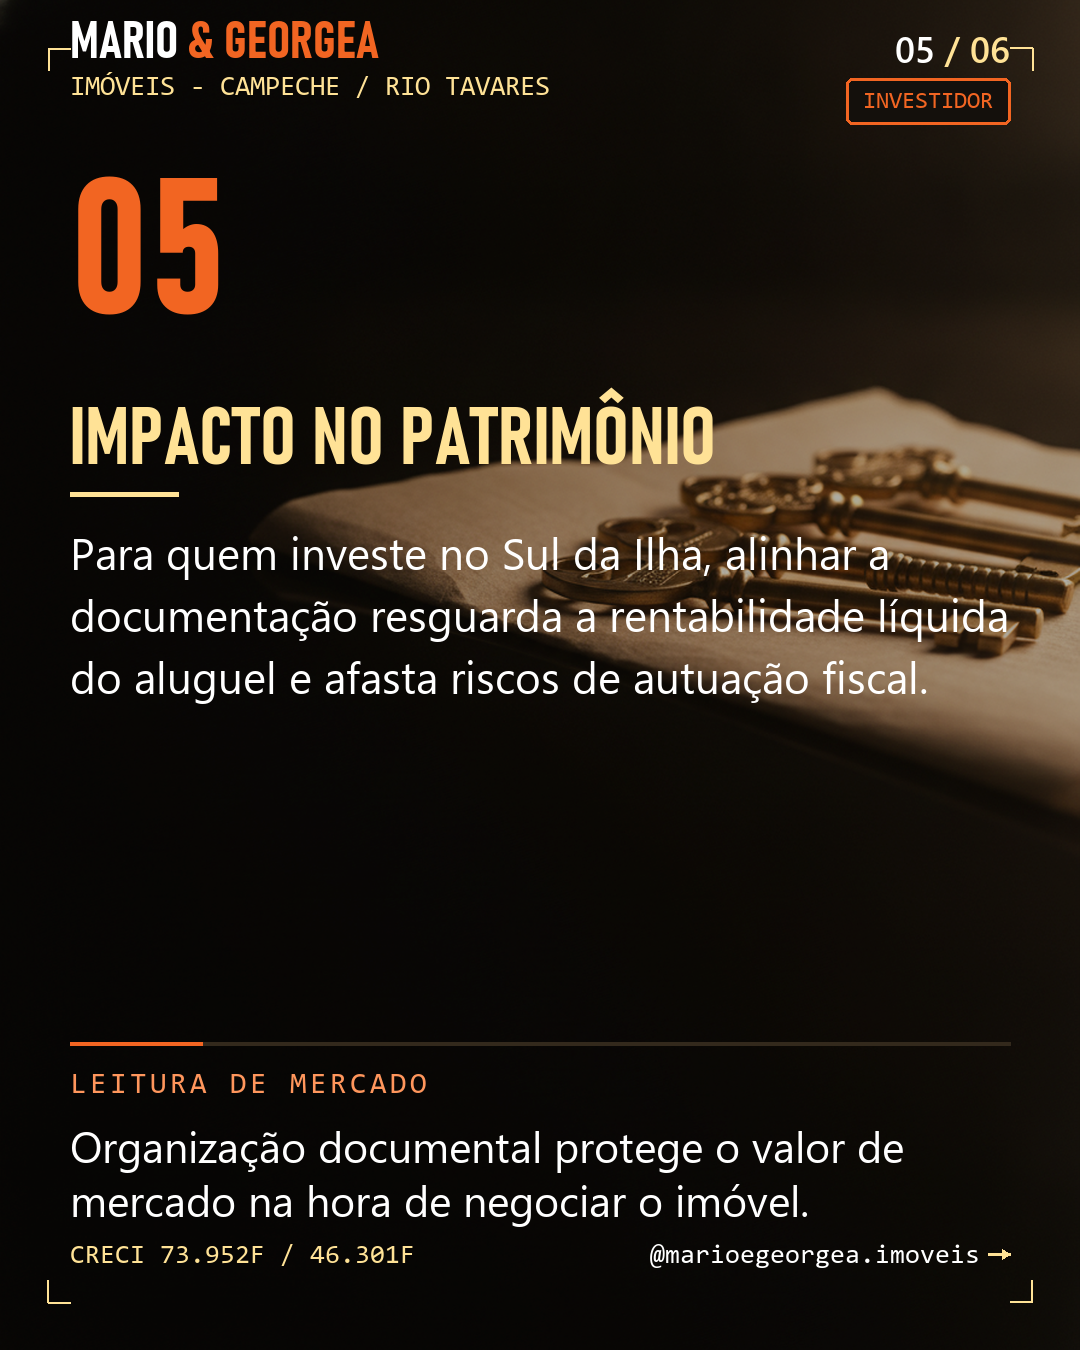 MARIO & GEORGEA
IMÓVEIS - CAMPECHE / RIO TAVARES
05 / 06
INVESTIDOR
05
IMPACTO NO PATRIMÔNIO
Para quem investe no Sul da Ilha, alinhar a
documentação resguarda a rentabilidade líquida
do aluguel e afasta riscos de autuação fiscal.
LEITURA DE MERCADO
Organização documental protege o valor de
mercado na hora de negociar o imóvel.
CRECI 73.952F / 46.301F
@marioegeorgea.imoveis